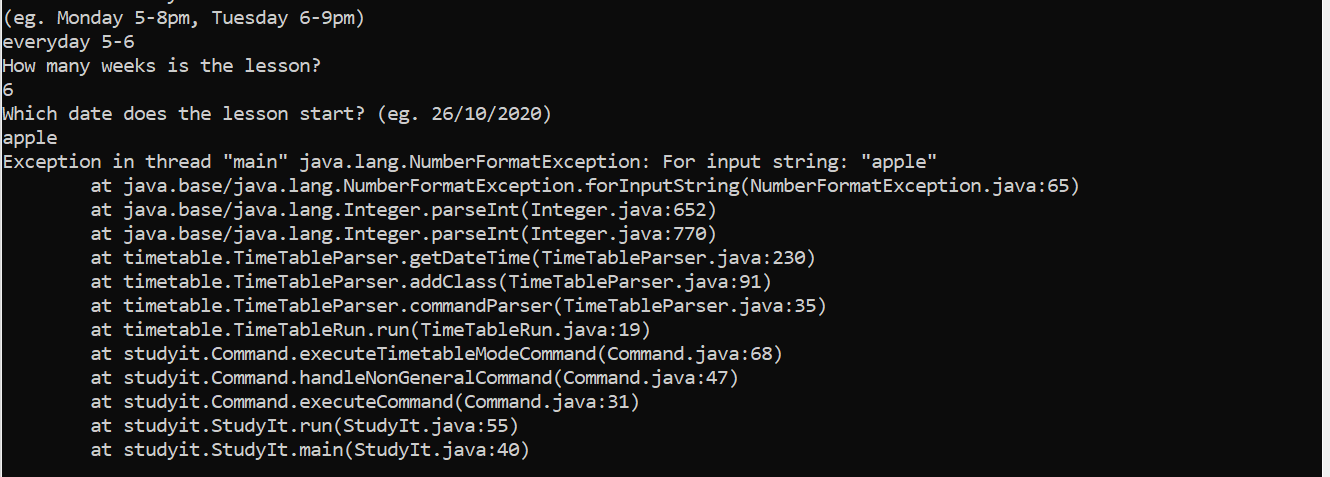 (eg. Monday 5-8pm, Tuesday 6-9pm)
everyday 5-6
How many weeks is the lesson?
6
Which date does the lesson start? (eg. 26/10/2020)
apple
Exception in thread "main" java.lang.NumberFormatException: For input string: "apple"
        at java.base/java.lang.NumberFormatException.forInputString(NumberFormatException.java:65)
        at java.base/java.lang.Integer.parseInt(Integer.java:652)
        at java.base/java.lang.Integer.parseInt(Integer.java:770)
        at timetable.TimeTableParser.getDateTime(TimeTableParser.java:230)
        at timetable.TimeTableParser.addClass(TimeTableParser.java:91)
        at timetable.TimeTableParser.commandParser(TimeTableParser.java:35)
        at timetable.TimeTableRun.run(TimeTableRun.java:19)
        at studyit.Command.executeTimetableModeCommand(Command.java:68)
        at studyit.Command.handleNonGeneralCommand(Command.java:47)
        at studyit.Command.executeCommand(Command.java:31)
        at studyit.StudyIt.run(StudyIt.java:55)
        at studyit.StudyIt.main(StudyIt.java:40)